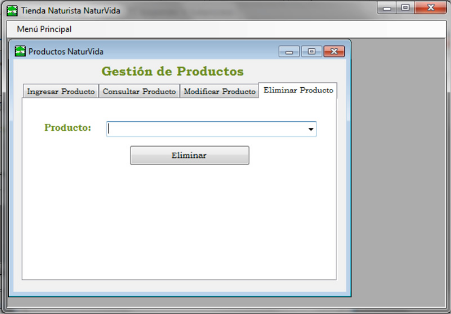 Tienda Naturista NaturVida
Menú Principal
Productos NaturVida
Gestión de Productos
Ingresar Producto Consultar Producto Modificar Producto Eliminar Producto
Producto:
Eliminar